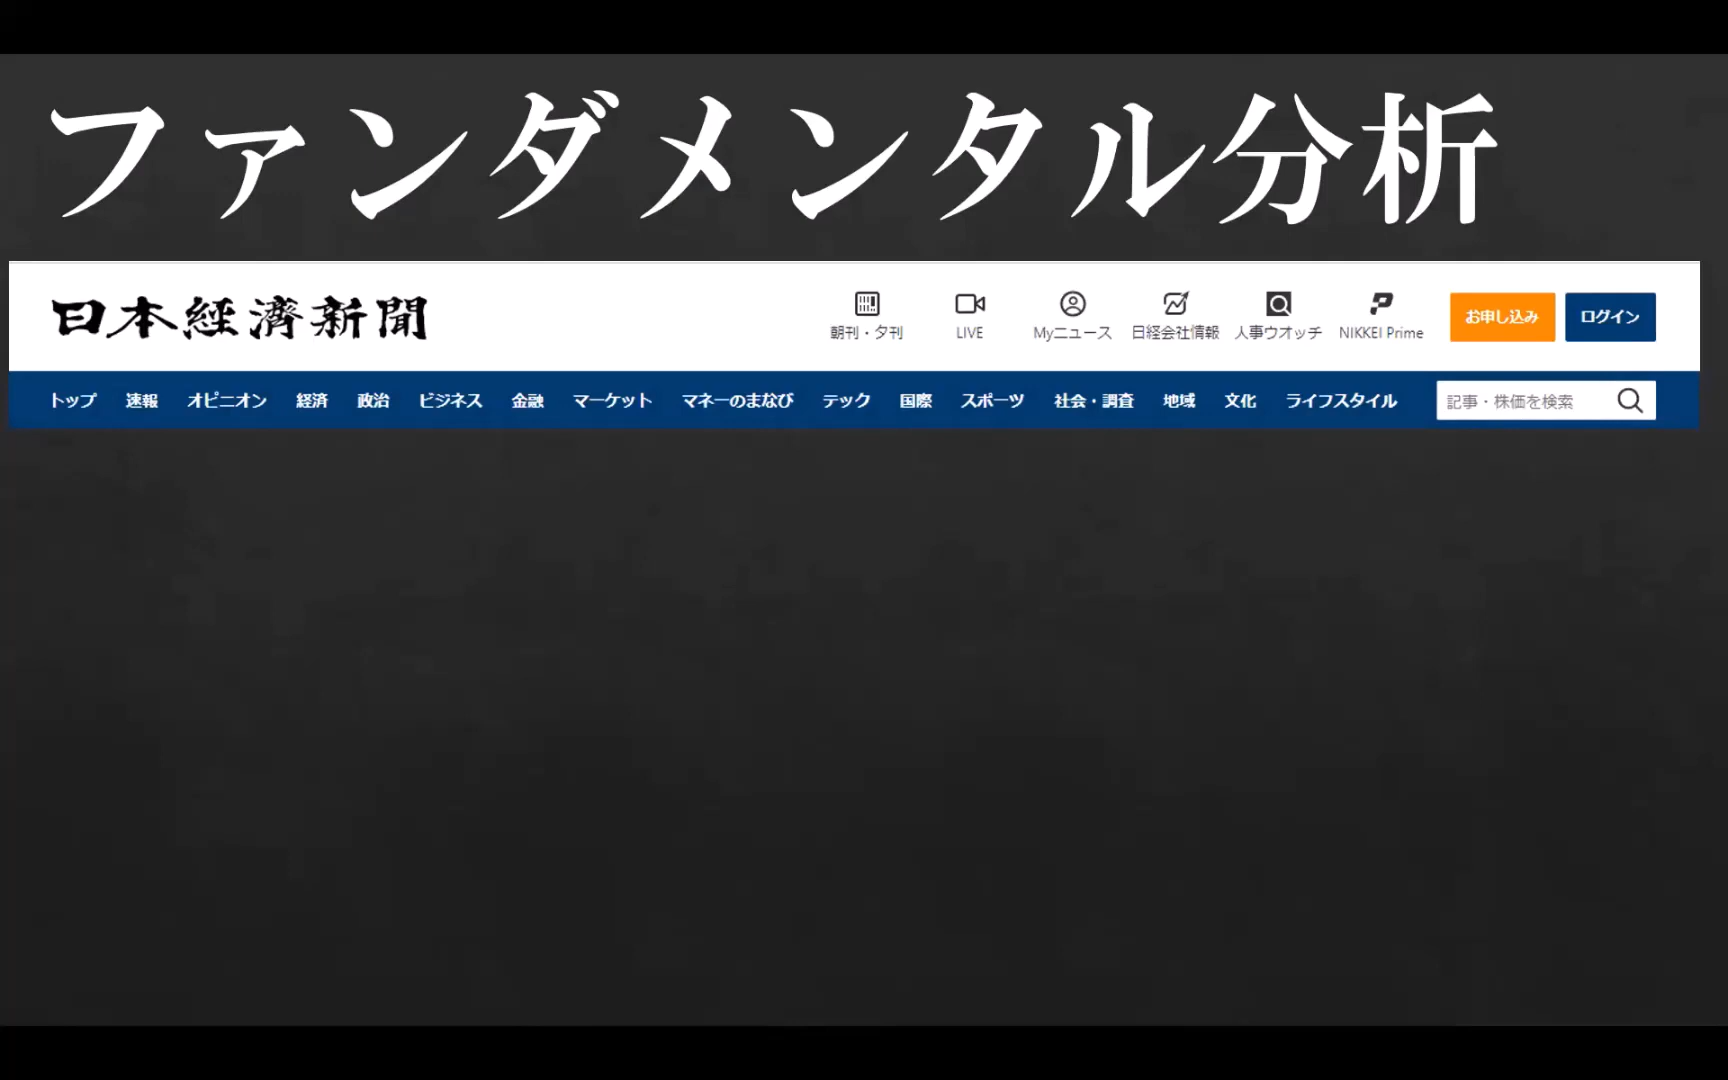 ファンダメンタル分析
日本経済新聞
朝刊・夕刊 LIVE Myニュース 日経会社情報 人事ウオッチ NIKKEI Prime お申し込み ログイン
トップ 速報 オピニオン 経済 政治 ビジネス 金融 マーケット マネーのまなび テック 国際 スポーツ 社会・調査 地域 文化 ライフスタイル 記事・株価を検索